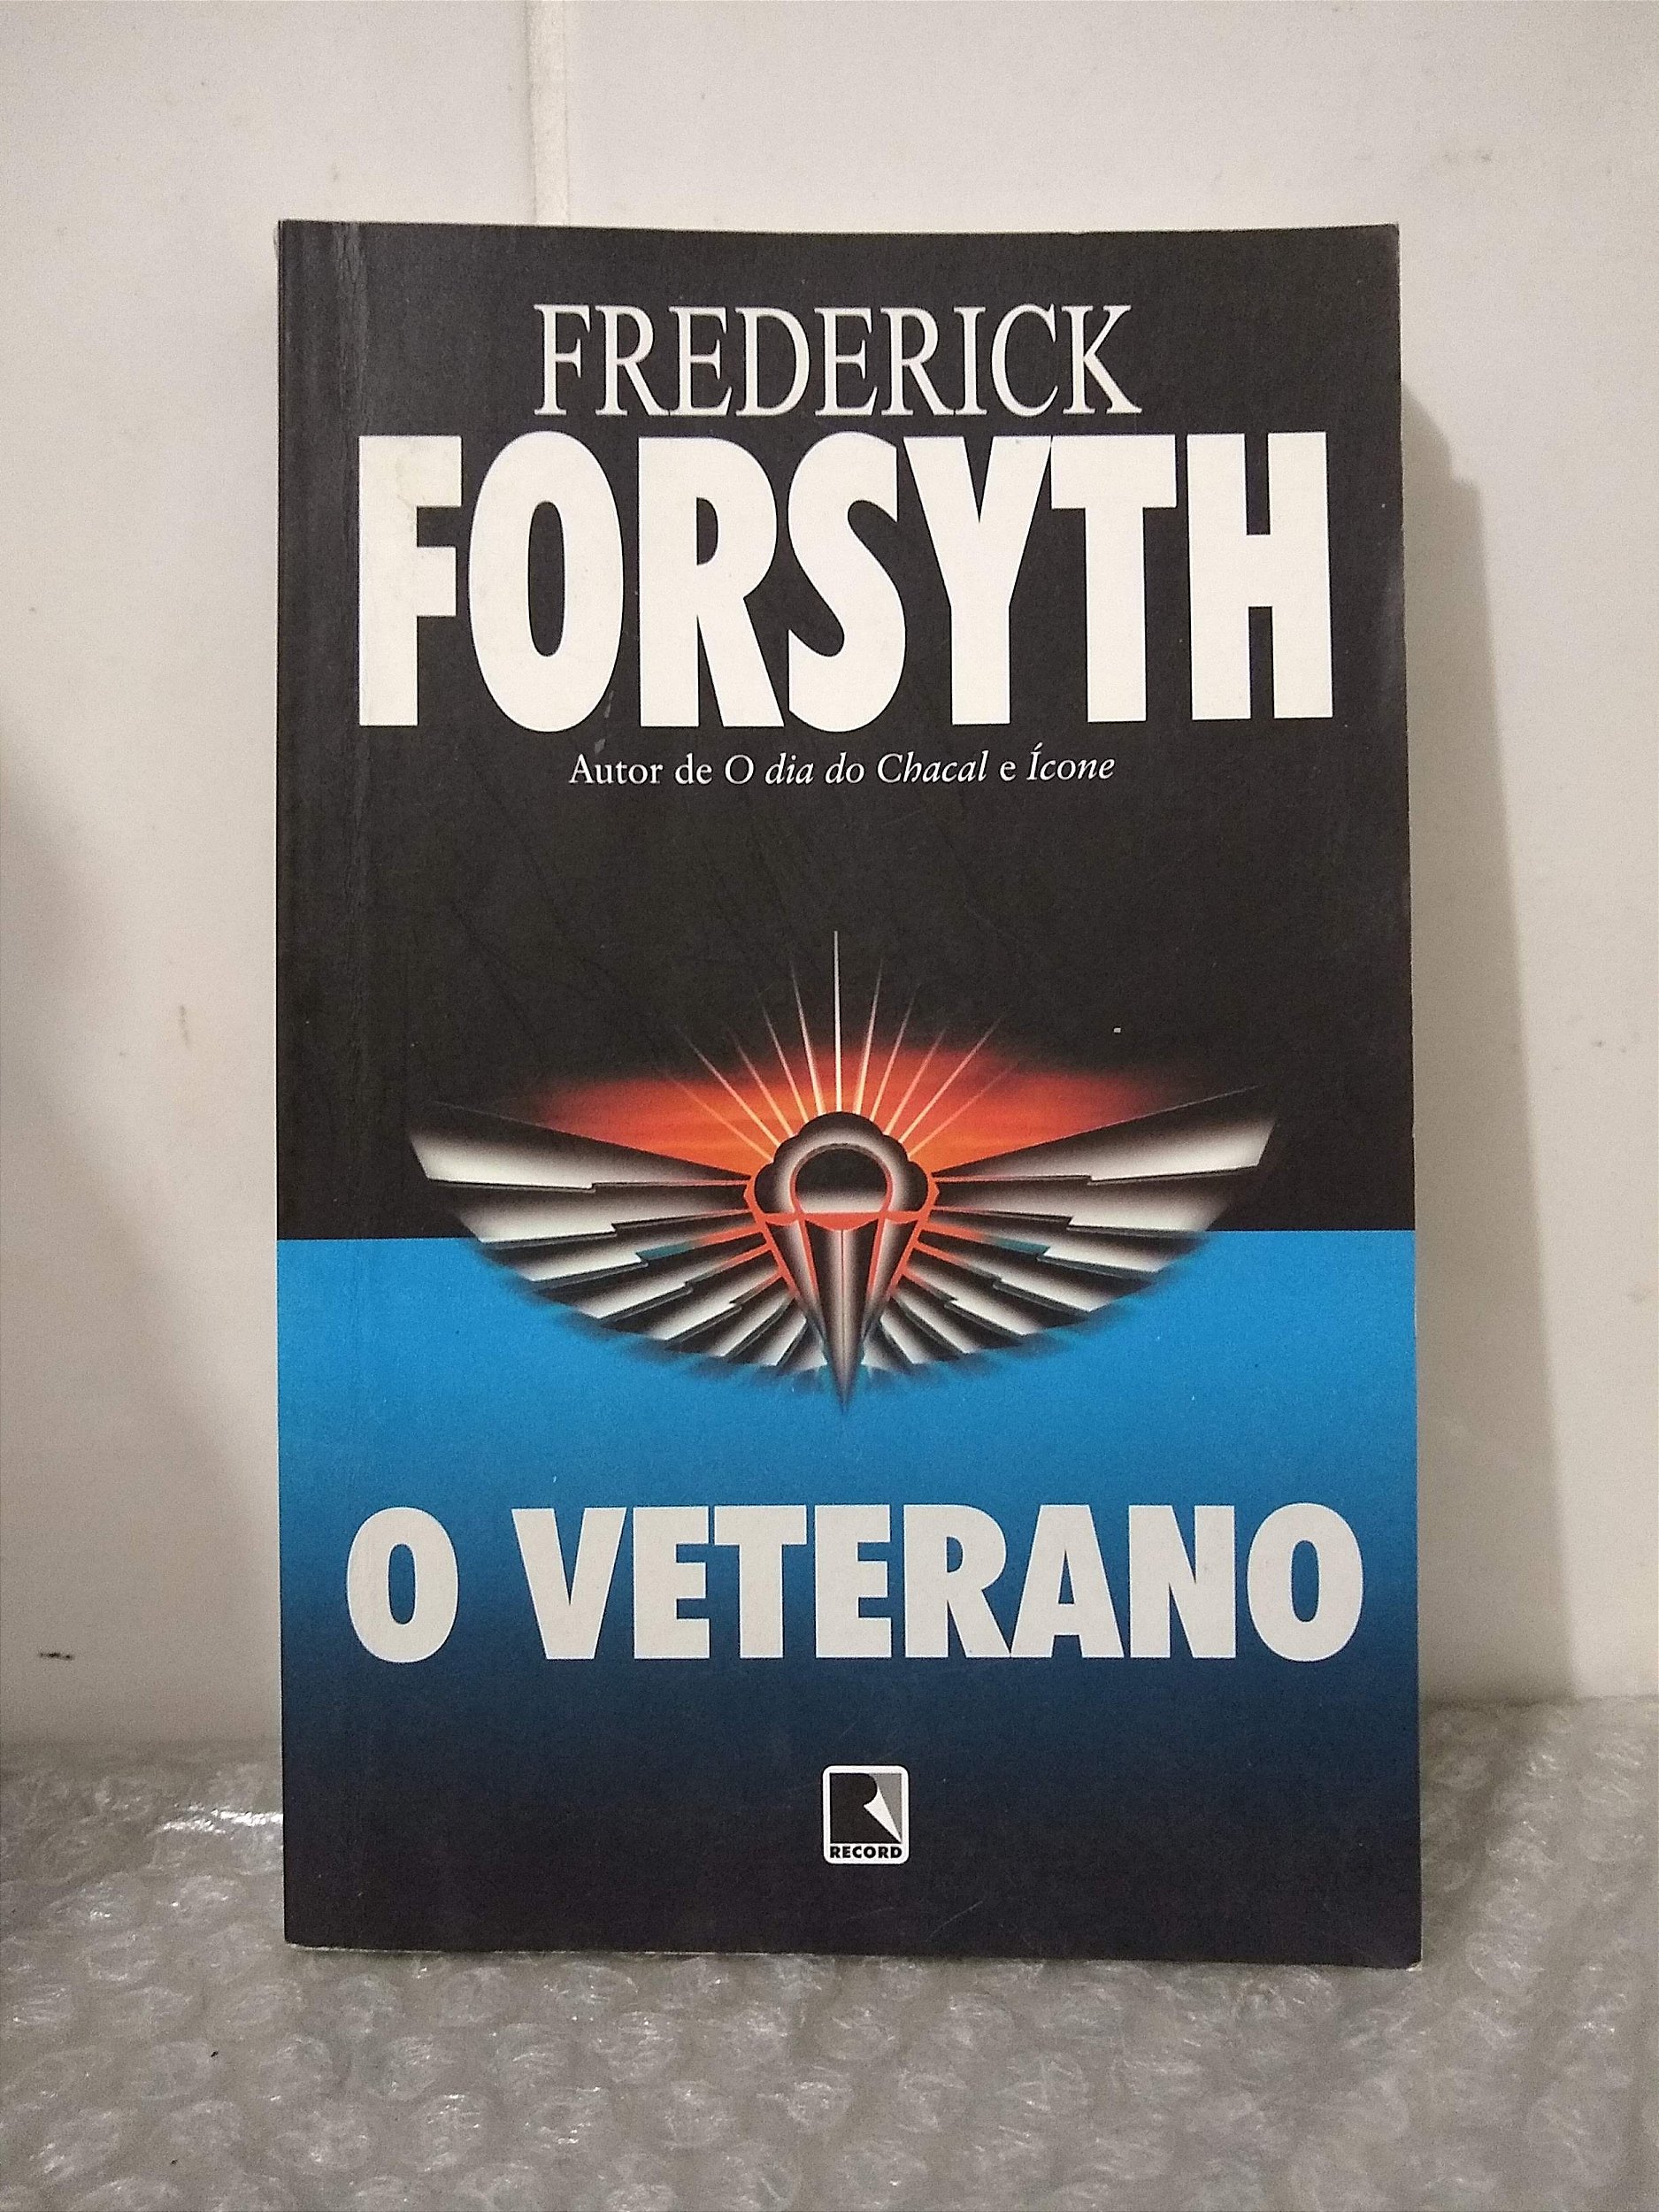 FREDERICK
FORSYTH
Autor de O dia do Chacal e Ícone
O VETERANO
RECORD